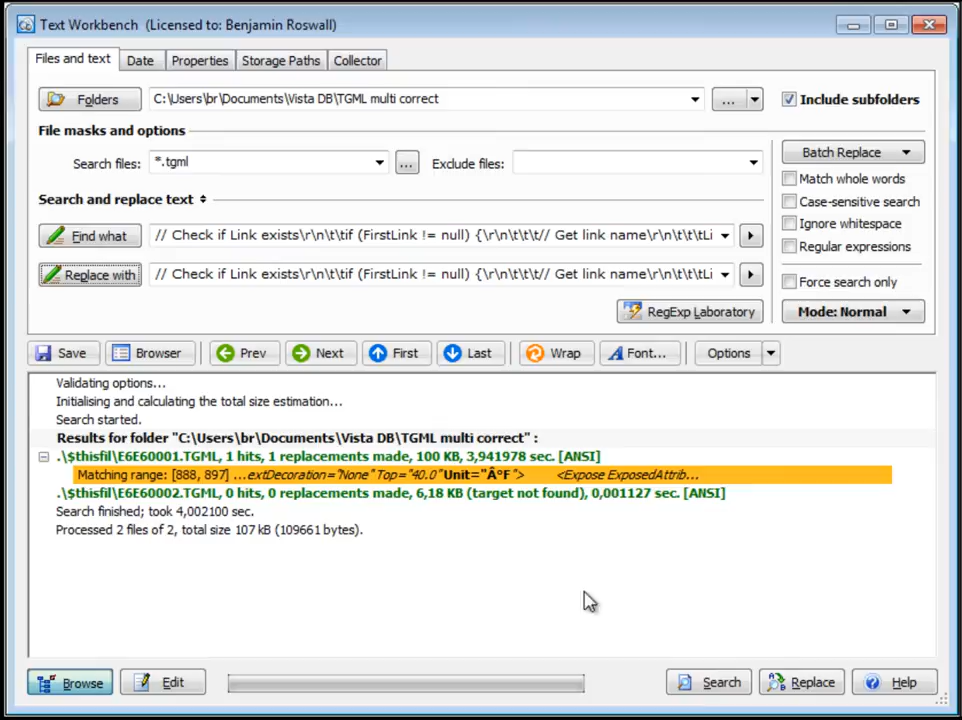 Text Workbench (Licensed to: Benjamin Roswall)
Files and text Date Properties Storage Paths Collector
Folders C:\Users\br\Documents\Vista DB\TGML multi correct ... Include subfolders
File masks and options
Search files: *.tgml ... Exclude files: Batch Replace
Match whole words
Search and replace text Case-sensitive search
Ignore whitespace
Find what // Check if Link exists\r\n\t\tif (FirstLink != null) {\r\n\t\t\t// Get link name\r\n\t\t\tLi
Regular expressions
Replace with // Check if Link exists\r\n\t\tif (FirstLink != null) {\r\n\t\t\t// Get link name\r\n\t\t\tLi
Force search only
RegExp Laboratory Mode: Normal
Save Browser Prev Next First Last Wrap Font... Options
Validating options...
Initialising and calculating the total size estimation...
Search started.
Results for folder "C:\Users\br\Documents\Vista DB\TGML multi correct" :
.\$thisfil\E6E60001.TGML, 1 hits, 1 replacements made, 100 KB, 3,941978 sec. [ANSI]
Matching range: [888, 897] ...extDecoration="None" Top="40.0" Unit="Â°F"> <Expose ExposedAttrib...
.\$thisfil\E6E60002.TGML, 0 hits, 0 replacements made, 6,18 KB (target not found), 0,001127 sec. [ANSI]
Search finished; took 4,002100 sec.
Processed 2 files of 2, total size 107 kB (109661 bytes).
Browse Edit Search Replace Help